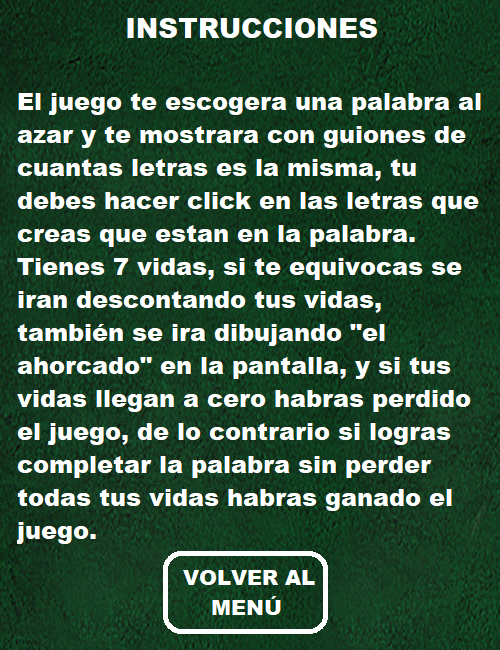 INSTRUCCIONES
El juego te escogera una palabra al
azar y te mostrara con guiones de
cuantas letras es la misma, tu
debes hacer click en las letras que
creas que estan en la palabra.
Tienes 7 vidas, si te equivocas se
iran descontando tus vidas,
también se ira dibujando "el
ahorcado" en la pantalla, y si tus
vidas llegan a cero habras perdido
el juego, de lo contrario si logras
completar la palabra sin perder
todas tus vidas habras ganado el
juego.
VOLVER AL
MENÚ